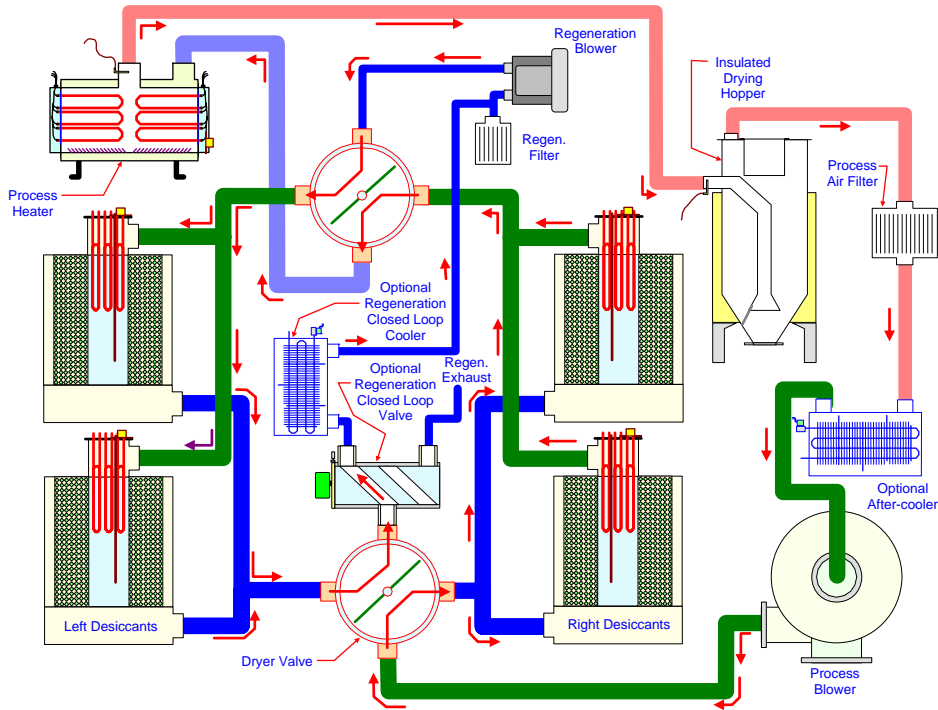 Regeneration
Blower
Insulated
Drying
Hopper
Regen.
Filter
Process
Air Filter
Process
Heater
Optional
Regeneration
Closed Loop
Cooler
Optional
Regeneration
Closed Loop
Valve
Regen.
Exhaust
Optional
After-cooler
Left Desiccants
Right Desiccants
Dryer Valve
Process
Blower